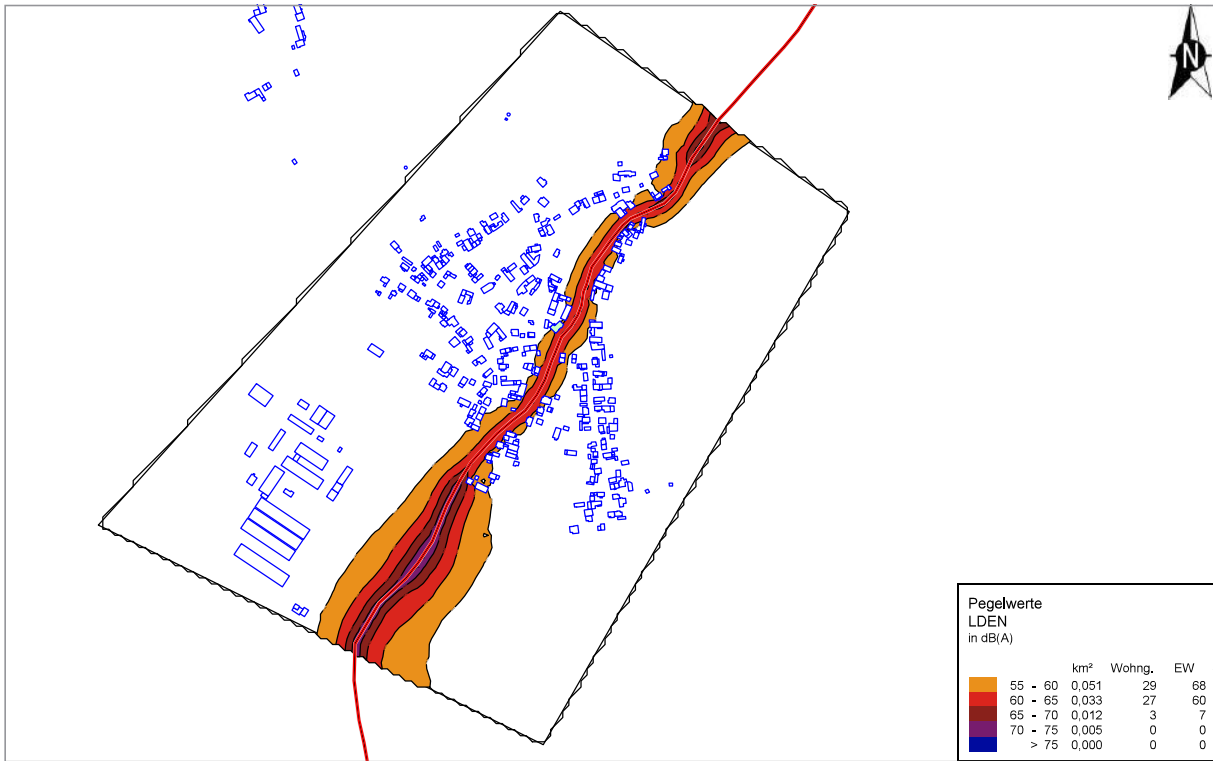 N
Pegelwerte
LDEN
in dB(A)
km² Wohng. EW
55 - 60 0,051 29 68
60 - 65 0,033 27 60
65 - 70 0,012 3 7
70 - 75 0,005 0 0
> 75 0,000 0 0